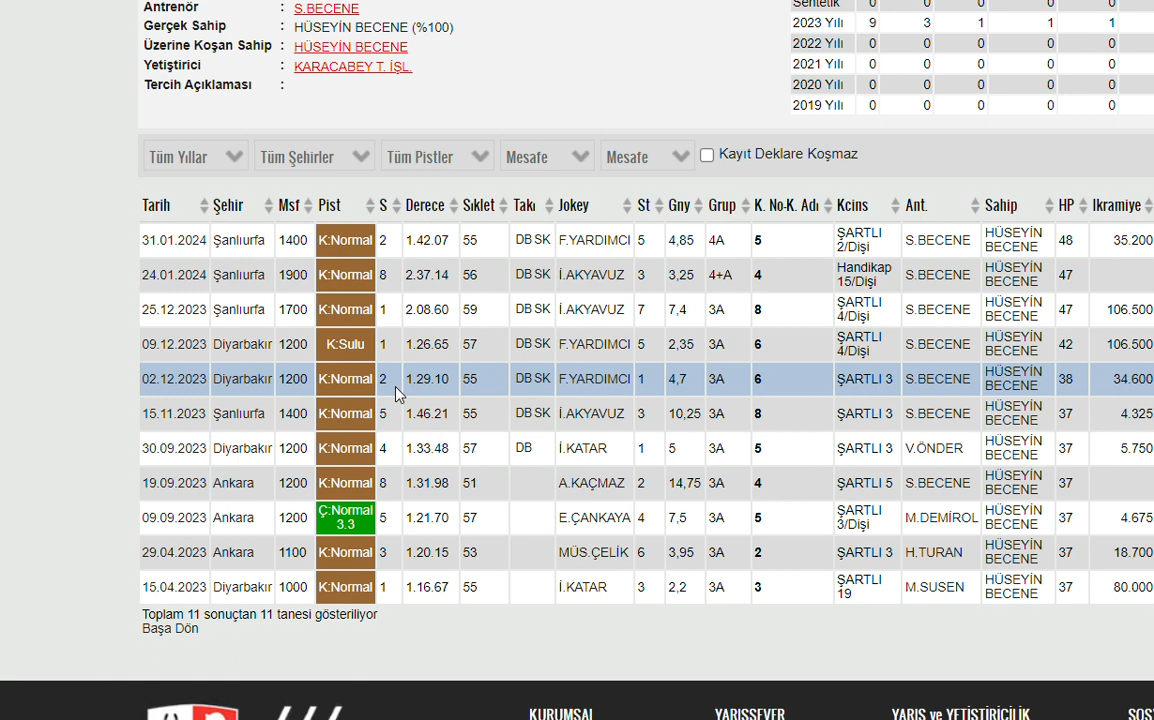 Antrenör : S.BECENE
Gerçek Sahip : HÜSEYİN BECENE (%100)
Üzerine Koşan Sahip : HÜSEYİN BECENE
Yetiştirici : KARACABEY T. İŞL.
Tercih Açıklaması :
Sentetik 0 0 0 0 0
2023 Yılı 9 3 1 1 1
2022 Yılı 0 0 0 0 0
2021 Yılı 0 0 0 0 0
2020 Yılı 0 0 0 0 0
2019 Yılı 0 0 0 0 0
Tüm Yıllar Tüm Şehirler Tüm Pistler Mesafe Mesafe Kayıt Deklare Koşmaz
Tarih Şehir Msf Pist S Derece Sıklet Takı Jokey St Gny Grup K. No-K. Adı Kcins Ant. Sahip HP Ikramiye
31.01.2024 Şanlıurfa 1400 K:Normal 2 1.42.07 55 DB SK F.YARDIMCI 5 4,85 4A 5 ŞARTLI 2/Dişi S.BECENE HÜSEYİN BECENE 48 35.200
24.01.2024 Şanlıurfa 1900 K:Normal 8 2.37.14 56 DB SK İ.AKYAVUZ 3 3,25 4+A 4 Handikap 15/Dişi S.BECENE HÜSEYİN BECENE 47
25.12.2023 Şanlıurfa 1700 K:Normal 1 2.08.60 59 DB SK İ.AKYAVUZ 7 7,4 3A 8 ŞARTLI 4/Dişi S.BECENE HÜSEYİN BECENE 47 106.500
09.12.2023 Diyarbakır 1200 K:Sulu 1 1.26.65 57 DB SK F.YARDIMCI 5 2,35 3A 6 ŞARTLI 4/Dişi S.BECENE HÜSEYİN BECENE 42 106.500
02.12.2023 Diyarbakır 1200 K:Normal 2 1.29.10 55 DB SK F.YARDIMCI 1 4,7 3A 6 ŞARTLI 3 S.BECENE HÜSEYİN BECENE 38 34.600
15.11.2023 Şanlıurfa 1400 K:Normal 5 1.46.21 55 DB SK İ.AKYAVUZ 3 10,25 3A 8 ŞARTLI 3 S.BECENE HÜSEYİN BECENE 37 4.325
30.09.2023 Diyarbakır 1200 K:Normal 4 1.33.48 57 DB İ.KATAR 1 5 3A 5 ŞARTLI 3 V.ÖNDER HÜSEYİN BECENE 37 5.750
19.09.2023 Ankara 1200 K:Normal 8 1.31.98 51 A.KAÇMAZ 2 14,75 3A 4 ŞARTLI 5 S.BECENE HÜSEYİN BECENE 37
09.09.2023 Ankara 1200 Ç:Normal 3.3 5 1.21.70 57 E.ÇANKAYA 4 7,5 3A 5 ŞARTLI 3/Dişi M.DEMİROL HÜSEYİN BECENE 37 4.675
29.04.2023 Ankara 1100 K:Normal 3 1.20.15 53 MÜS.ÇELİK 6 3,95 3A 2 ŞARTLI 3 H.TURAN HÜSEYİN BECENE 37 18.700
15.04.2023 Diyarbakır 1000 K:Normal 1 1.16.67 55 İ.KATAR 3 2,2 3A 3 ŞARTLI 19 M.SUSEN HÜSEYİN BECENE 37 80.000
Toplam 11 sonuçtan 11 tanesi gösteriliyor
Başa Dön
KURUMSAL YARIŞSEVER YARIŞ ve YETİŞTİRİCİLİK